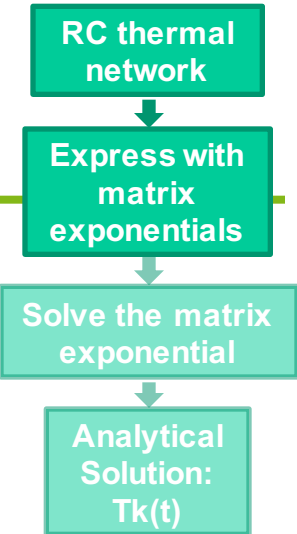 RC thermal
network
Express with
matrix
exponentials
Solve the matrix
exponential
Analytical
Solution:
Tk(t)